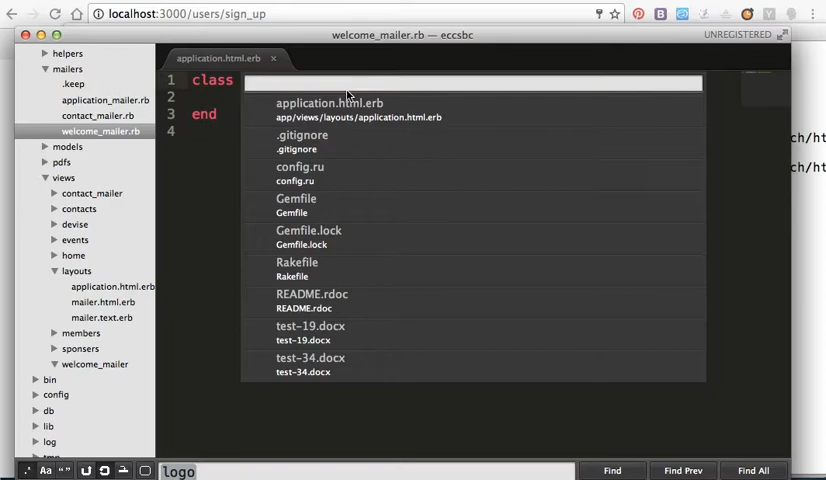 localhost:3000/users/sign_up
welcome_mailer.rb — eccsbc
UNREGISTERED
helpers
mailers
.keep
application_mailer.rb
contact_mailer.rb
welcome_mailer.rb
models
pdfs
views
contact_mailer
contacts
devise
events
home
layouts
application.html.erb
mailer.html.erb
mailer.text.erb
members
sponsers
welcome_mailer
bin
config
db
lib
log
application.html.erb ×
1 class
2
3 end
4
application.html.erb
app/views/layouts/application.html.erb
.gitignore
.gitignore
config.ru
config.ru
Gemfile
Gemfile
Gemfile.lock
Gemfile.lock
Rakefile
Rakefile
README.rdoc
README.rdoc
test-19.docx
test-19.docx
test-34.docx
test-34.docx
ch/ht
ch/ht
.* Aa “”
logo
Find
Find Prev
Find All